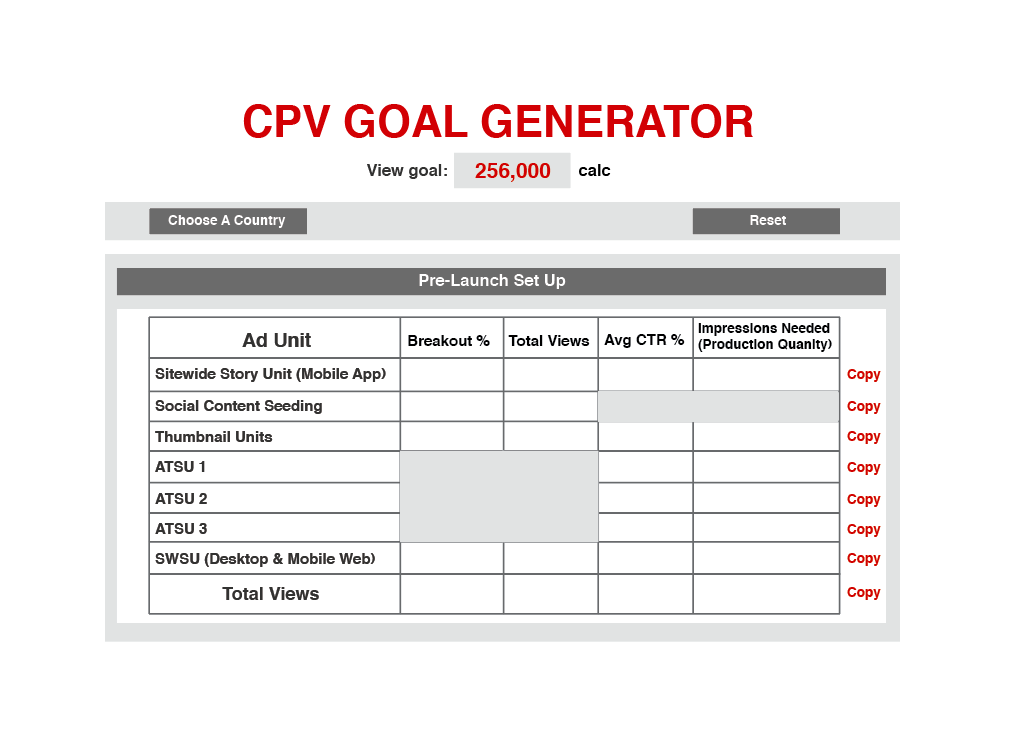 CPV GOAL GENERATOR
View goal: 256,000 calc
Choose A Country Reset
Pre-Launch Set Up
Ad Unit Breakout % Total Views Avg CTR % Impressions Needed
(Production Quanity)
Sitewide Story Unit (Mobile App) Copy
Social Content Seeding Copy
Thumbnail Units Copy
ATSU 1 Copy
ATSU 2 Copy
ATSU 3 Copy
SWSU (Desktop & Mobile Web) Copy
Total Views Copy